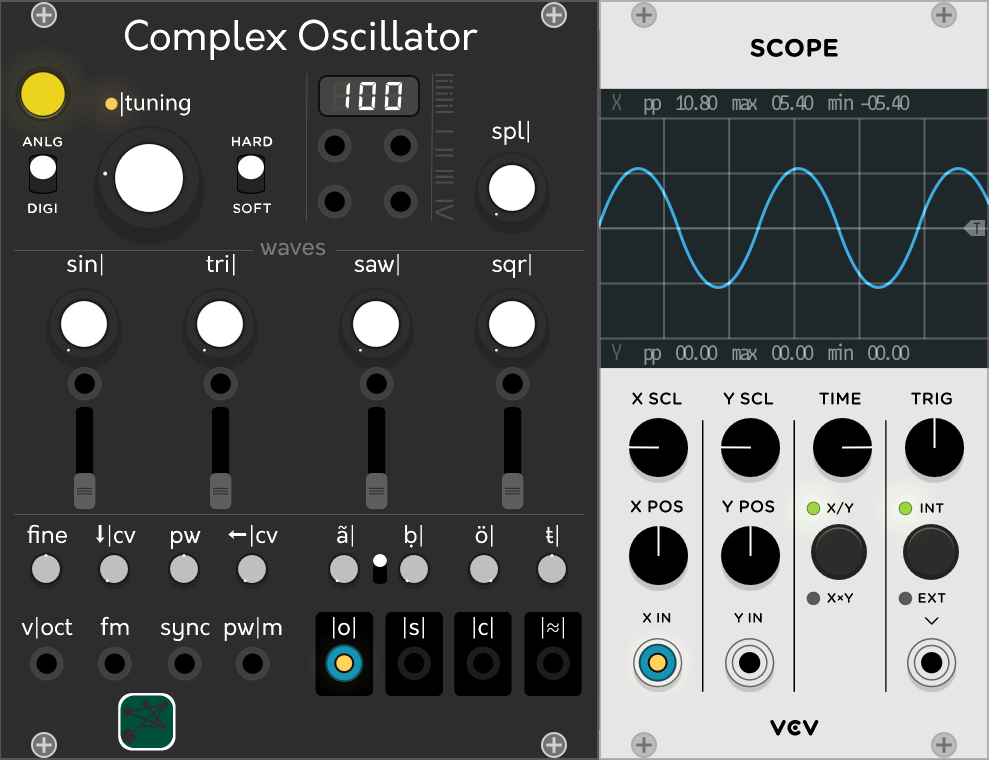 Complex Oscillator
ANLG
DIGI
|tuning
HARD
SOFT
100
spl|
waves
sin| tri| saw| sqr|
fine ↓|cv pw ←|cv ã| ḅ| ö| ŧ|
v|oct fm sync pw|m |o| |s| |c| |≈|
SCOPE
X pp 10.80 max 05.40 min -05.40
T
Y pp 00.00 max 00.00 min 00.00
X SCL Y SCL TIME TRIG
X POS Y POS X/Y INT
X×Y EXT
X IN Y IN
VCV